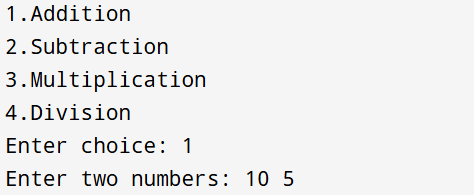 1.Addition
2.Subtraction
3.Multiplication
4.Division
Enter choice: 1
Enter two numbers: 10 5